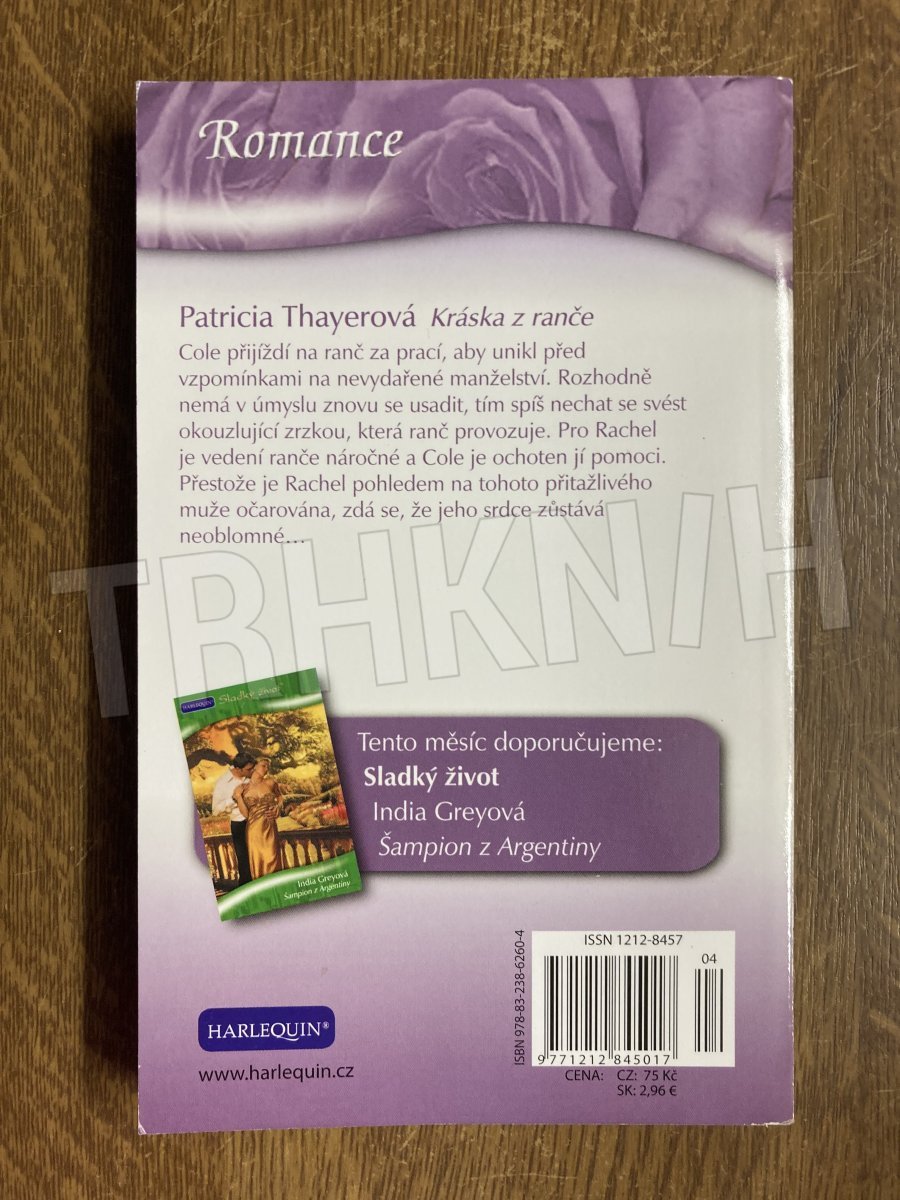 Romance
Patricia Thayerová Kráska z ranče
Cole přijíždí na ranč za prací, aby unikl před
vzpomínkami na nevydařené manželství. Rozhodně
nemá v úmyslu znovu se usadit, tím spíš nechat se svést
okouzlující zrzkou, která ranč provozuje. Pro Rachel
je vedení ranče náročné a Cole je ochoten jí pomoci.
Přestože je Rachel pohledem na tohoto přitažlivého
muže očarována, zdá se, že jeho srdce zůstává
neoblomné…
TRHKNIH
HARLEQUIN Sladký život
India Greyová
Šampion z Argentiny
Tento měsíc doporučujeme:
Sladký život
India Greyová
Šampion z Argentiny
HARLEQUIN®
www.harlequin.cz
ISBN 978-83-238-6260-4
ISSN 1212-8457
04
9 771212 845017
CENA: CZ: 75 Kč
SK: 2,96 €